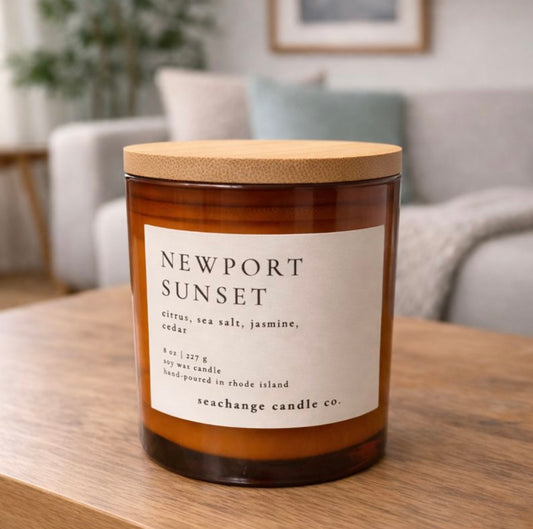 NEWPORT
SUNSET
citrus, sea salt, jasmine,
cedar
8 oz | 227 g
soy wax candle
hand-poured in rhode island
seachange candle co.